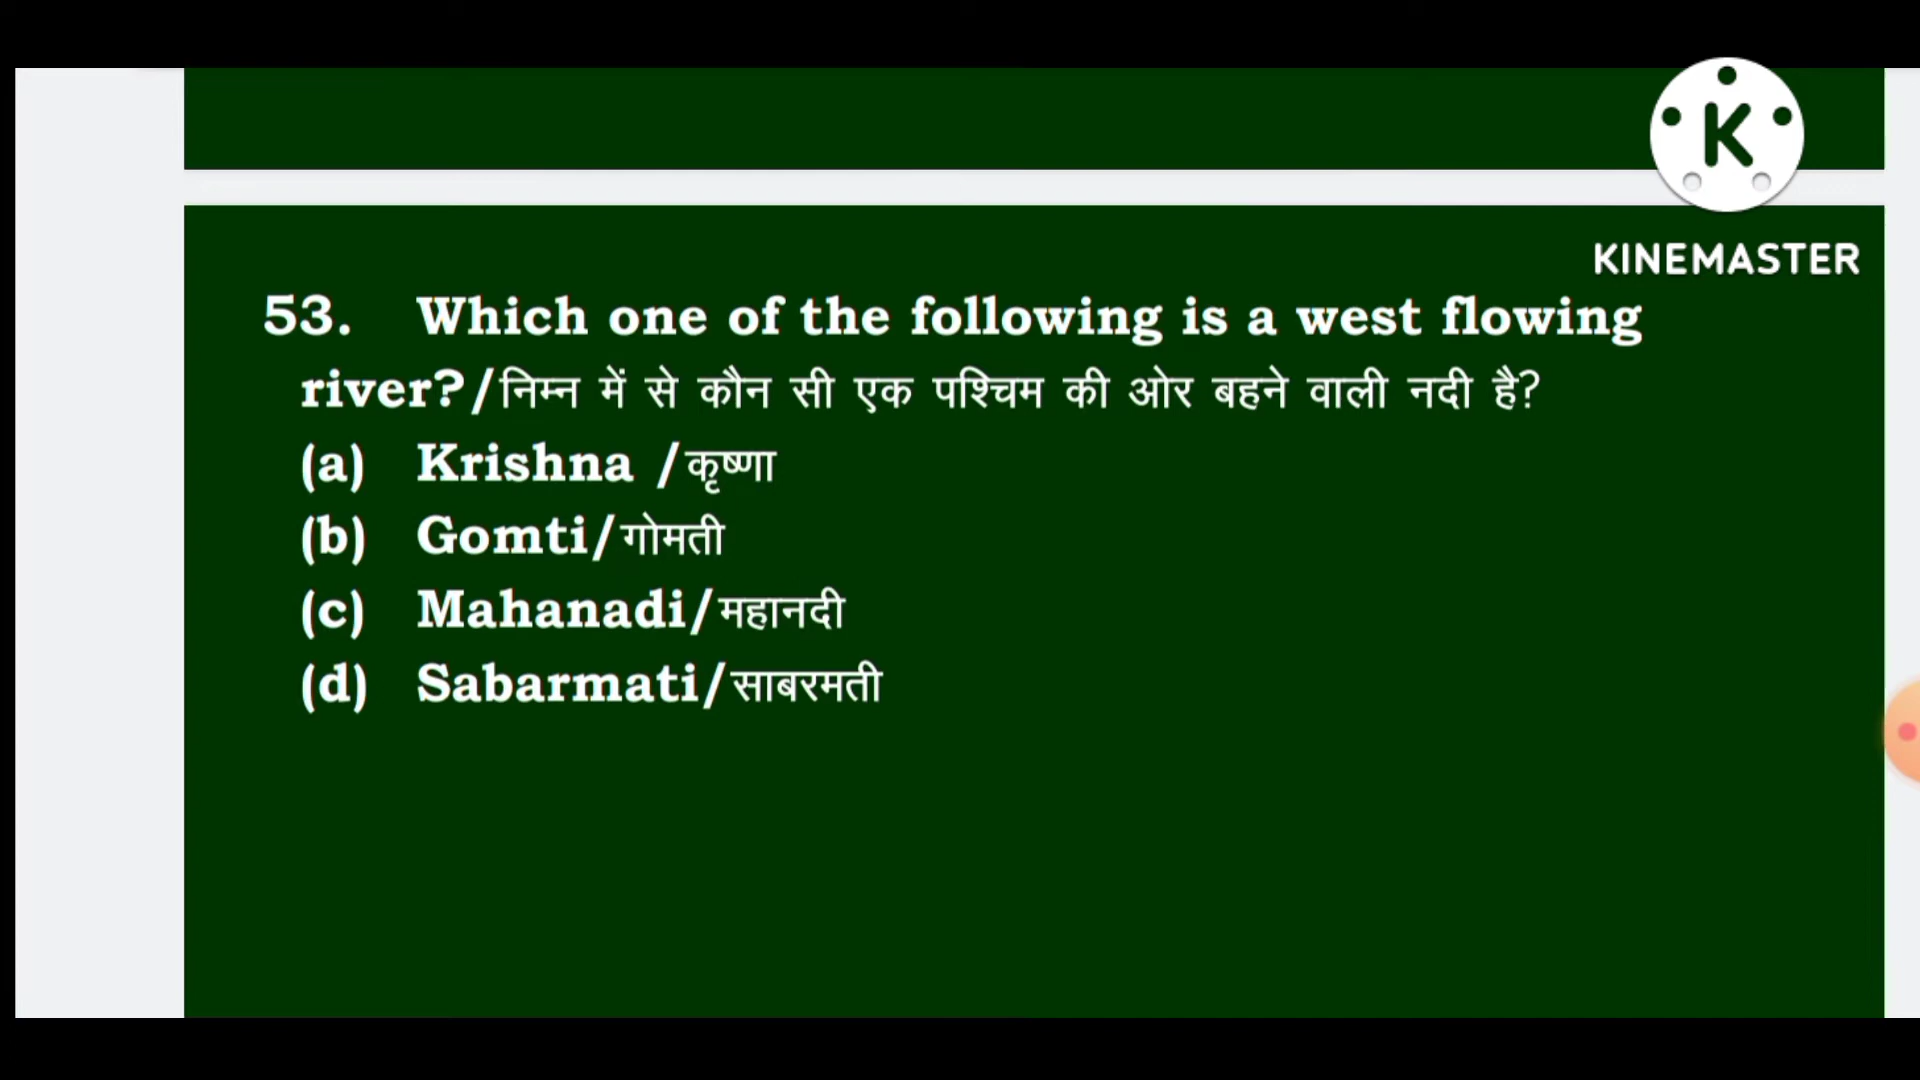 K
KINEMASTER
53. Which one of the following is a west flowing
river?/निम्न में से कौन सी एक पश्चिम की ओर बहने वाली नदी है?
(a) Krishna /कृष्णा
(b) Gomti/गोमती
(c) Mahanadi/महानदी
(d) Sabarmati/साबरमती